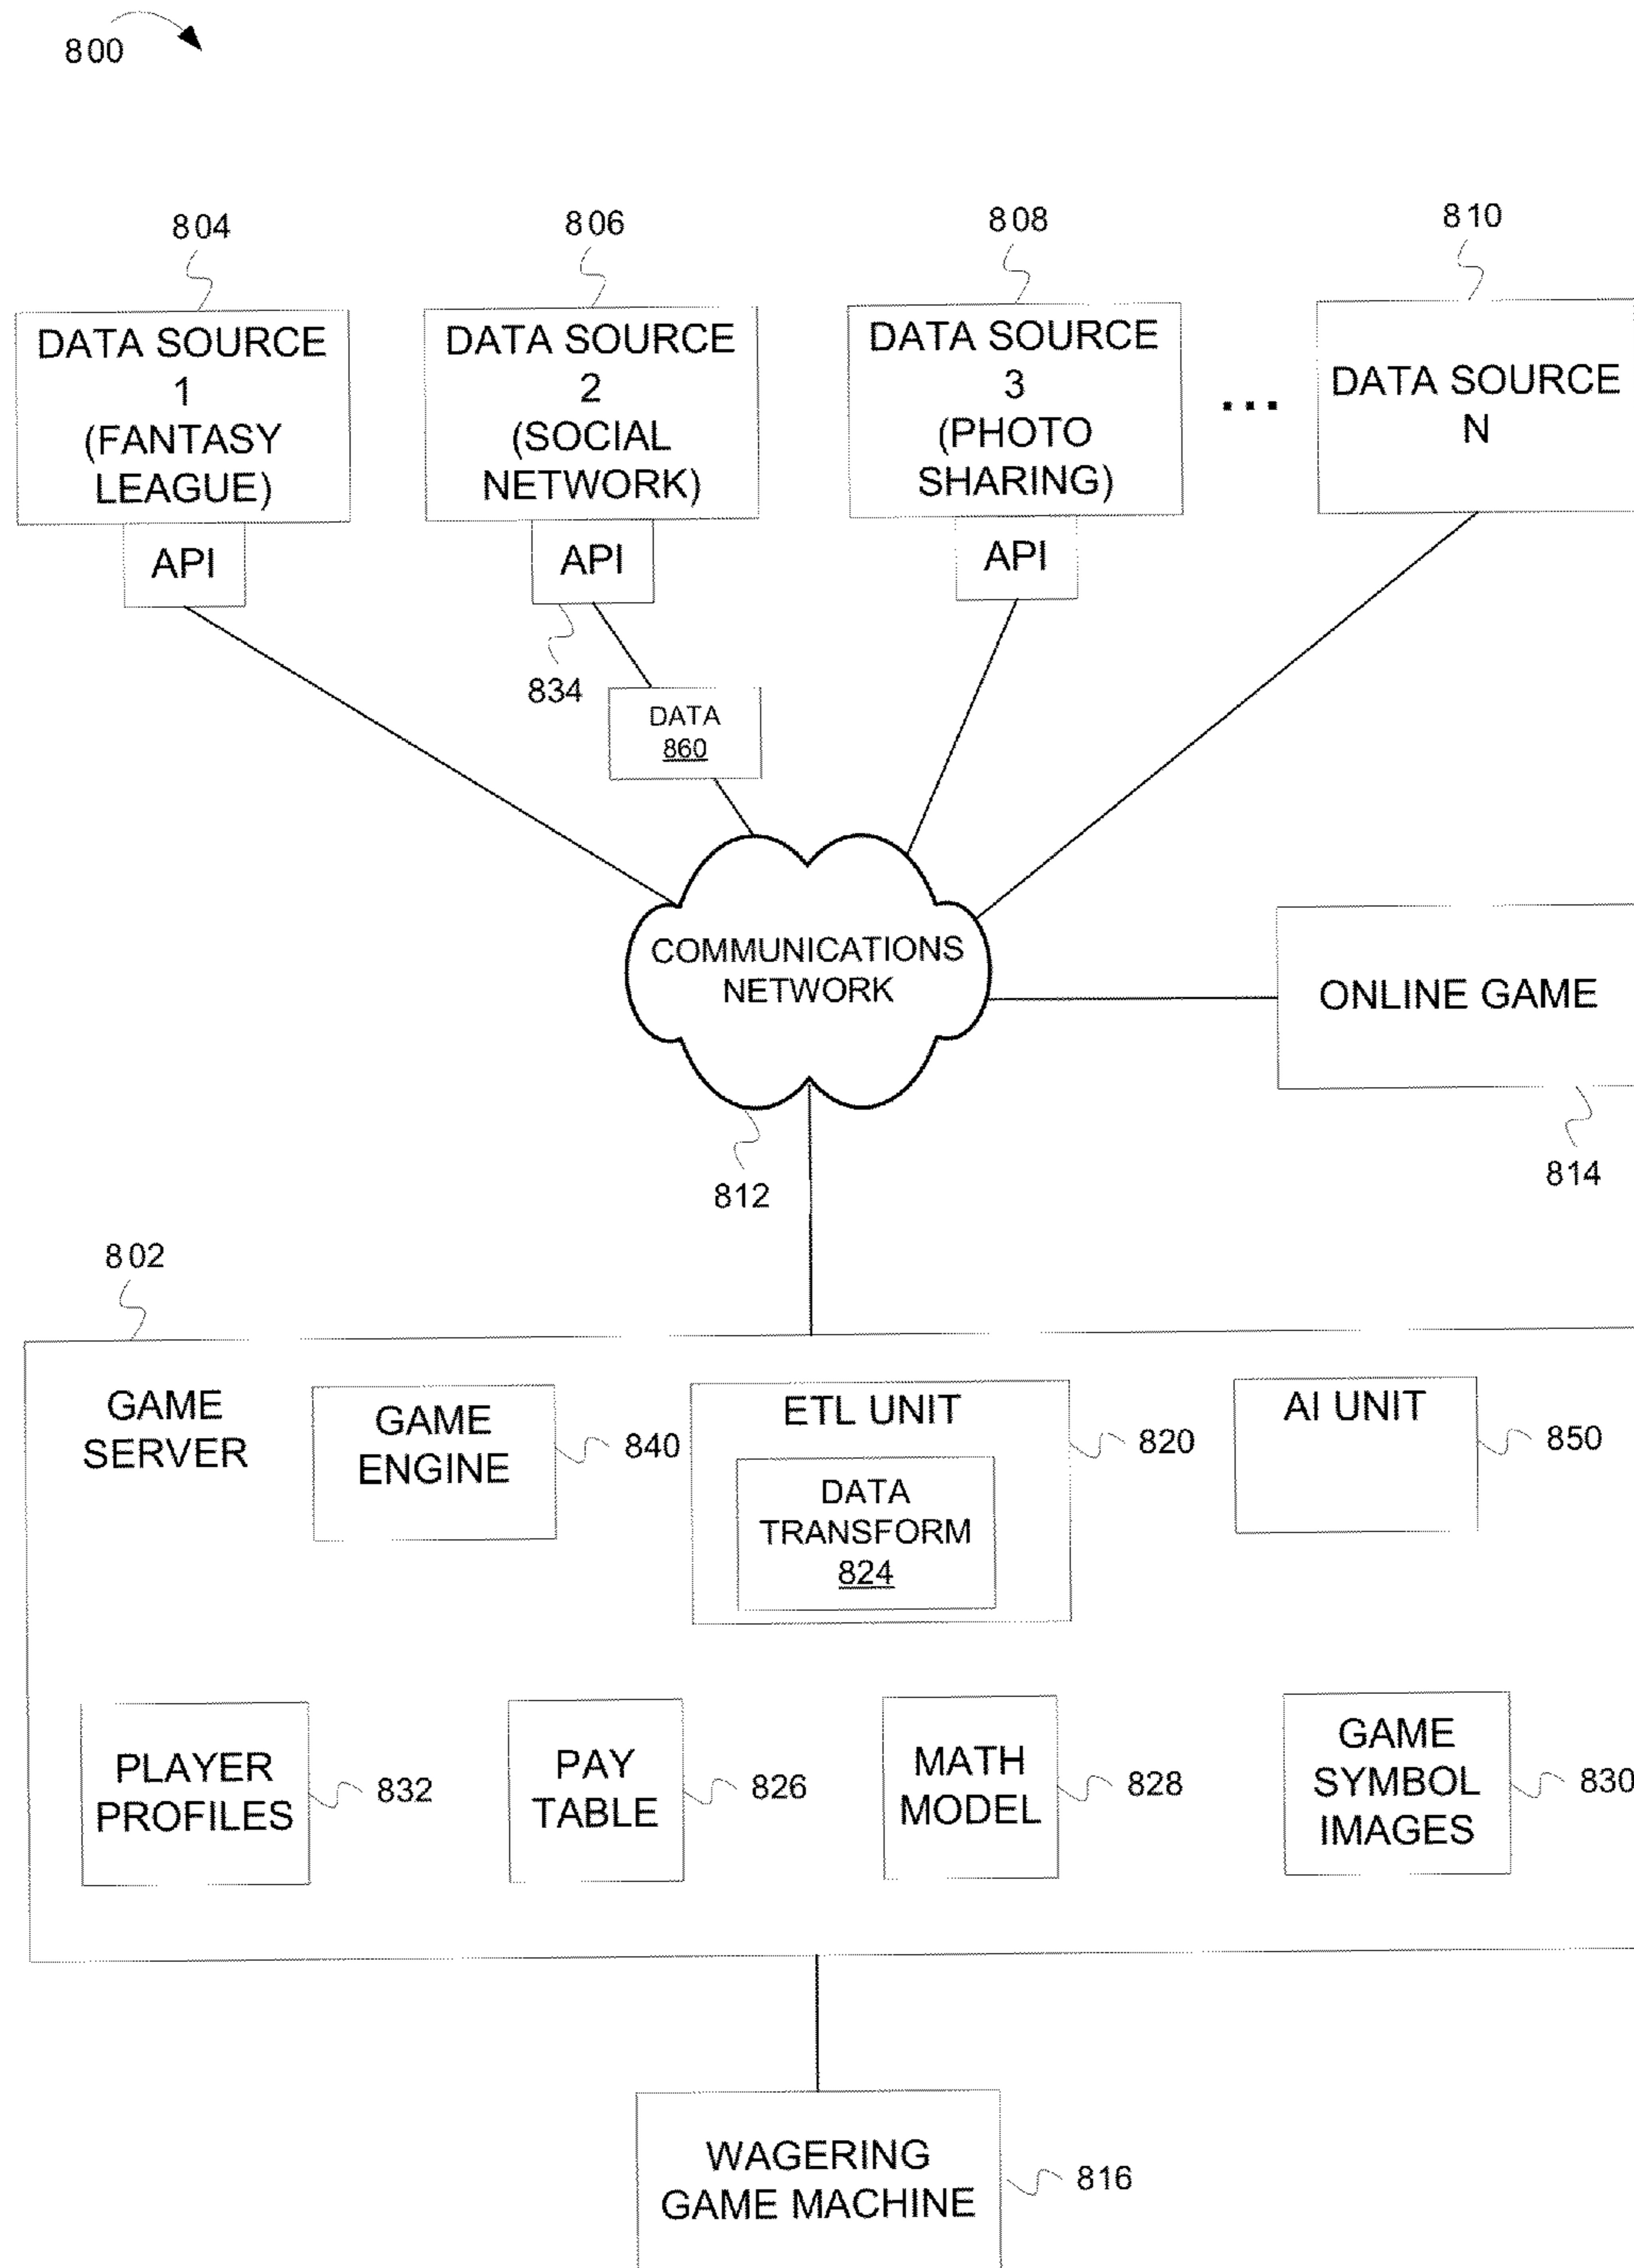 800
804
806
808
810
DATA SOURCE
1
(FANTASY
LEAGUE)
DATA SOURCE
2
(SOCIAL
NETWORK)
DATA SOURCE
3
(PHOTO
SHARING)
...
DATA SOURCE
N
API
API
API
834
DATA
860
COMMUNICATIONS
NETWORK
ONLINE GAME
812
814
802
GAME
SERVER
GAME
ENGINE
840
ETL UNIT
DATA
TRANSFORM
824
820
AI UNIT
850
PLAYER
PROFILES
832
PAY
TABLE
826
MATH
MODEL
828
GAME
SYMBOL
IMAGES
830
WAGERING
GAME MACHINE
816